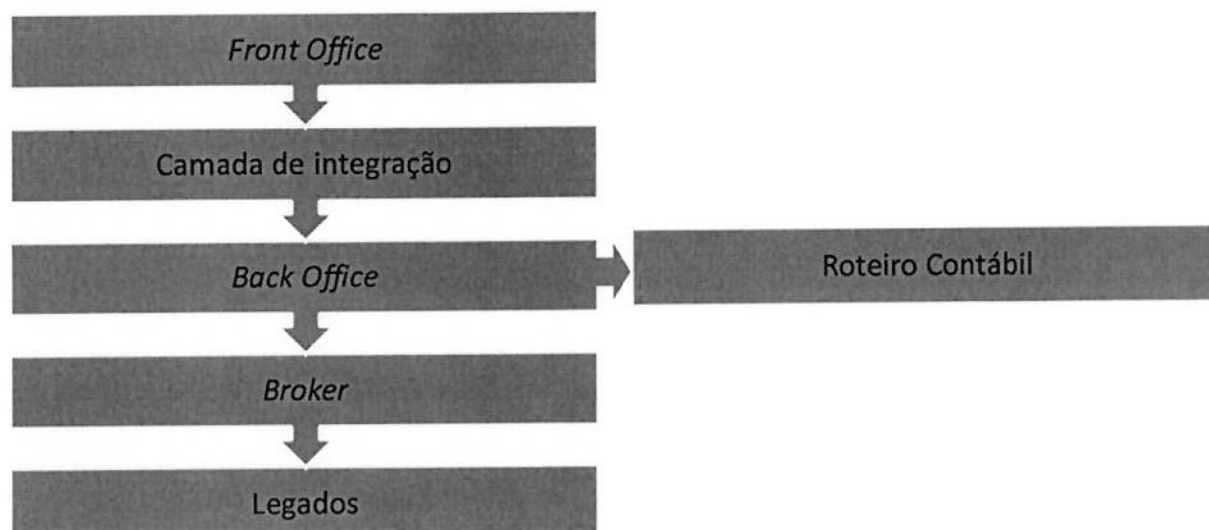 Front Office
Camada de integração
Back Office
Roteiro Contábil
Broker
Legados